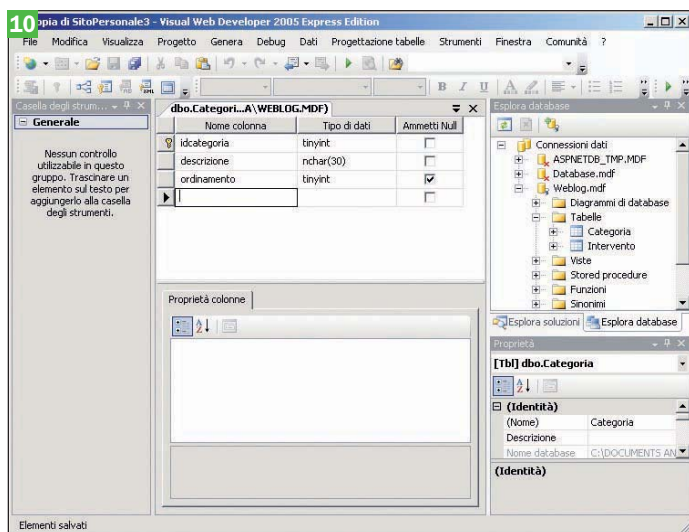 10
opia di SitoPersonale3 - Visual Web Developer 2005 Express Edition
File Modifica Visualizza Progetto Genera Debug Dati Progettazione tabelle Strumenti Finestra Comunità ?
Casella degli strum...
Generale
Nessun controllo
utilizzabile in questo
gruppo. Trascinare un
elemento sul testo per
aggiungerlo alla casella
degli strumenti.
dbo.Categori...A\WEBLOG.MDF)
Nome colonna Tipo di dati Ammetti Null
idcategoria tinyint
descrizione nchar(30)
ordinamento tinyint
Proprietà colonne
Esplora database
Connessioni dati
ASPNETDB_TMP.MDF
Database.mdf
Weblog.mdf
Diagrammi di database
Tabelle
Categoria
Intervento
Viste
Stored procedure
Funzioni
Sinonimi
Esplora soluzioni Esplora database
Proprietà
[Tbl] dbo.Categoria
(Identità)
(Nome) Categoria
Descrizione
Nome database C:\DOCUMENTS AN
(Identità)
Elementi salvati